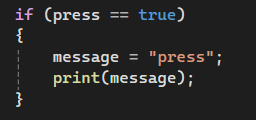 if (press == true)
{
    message = "press";
    print(message);
}